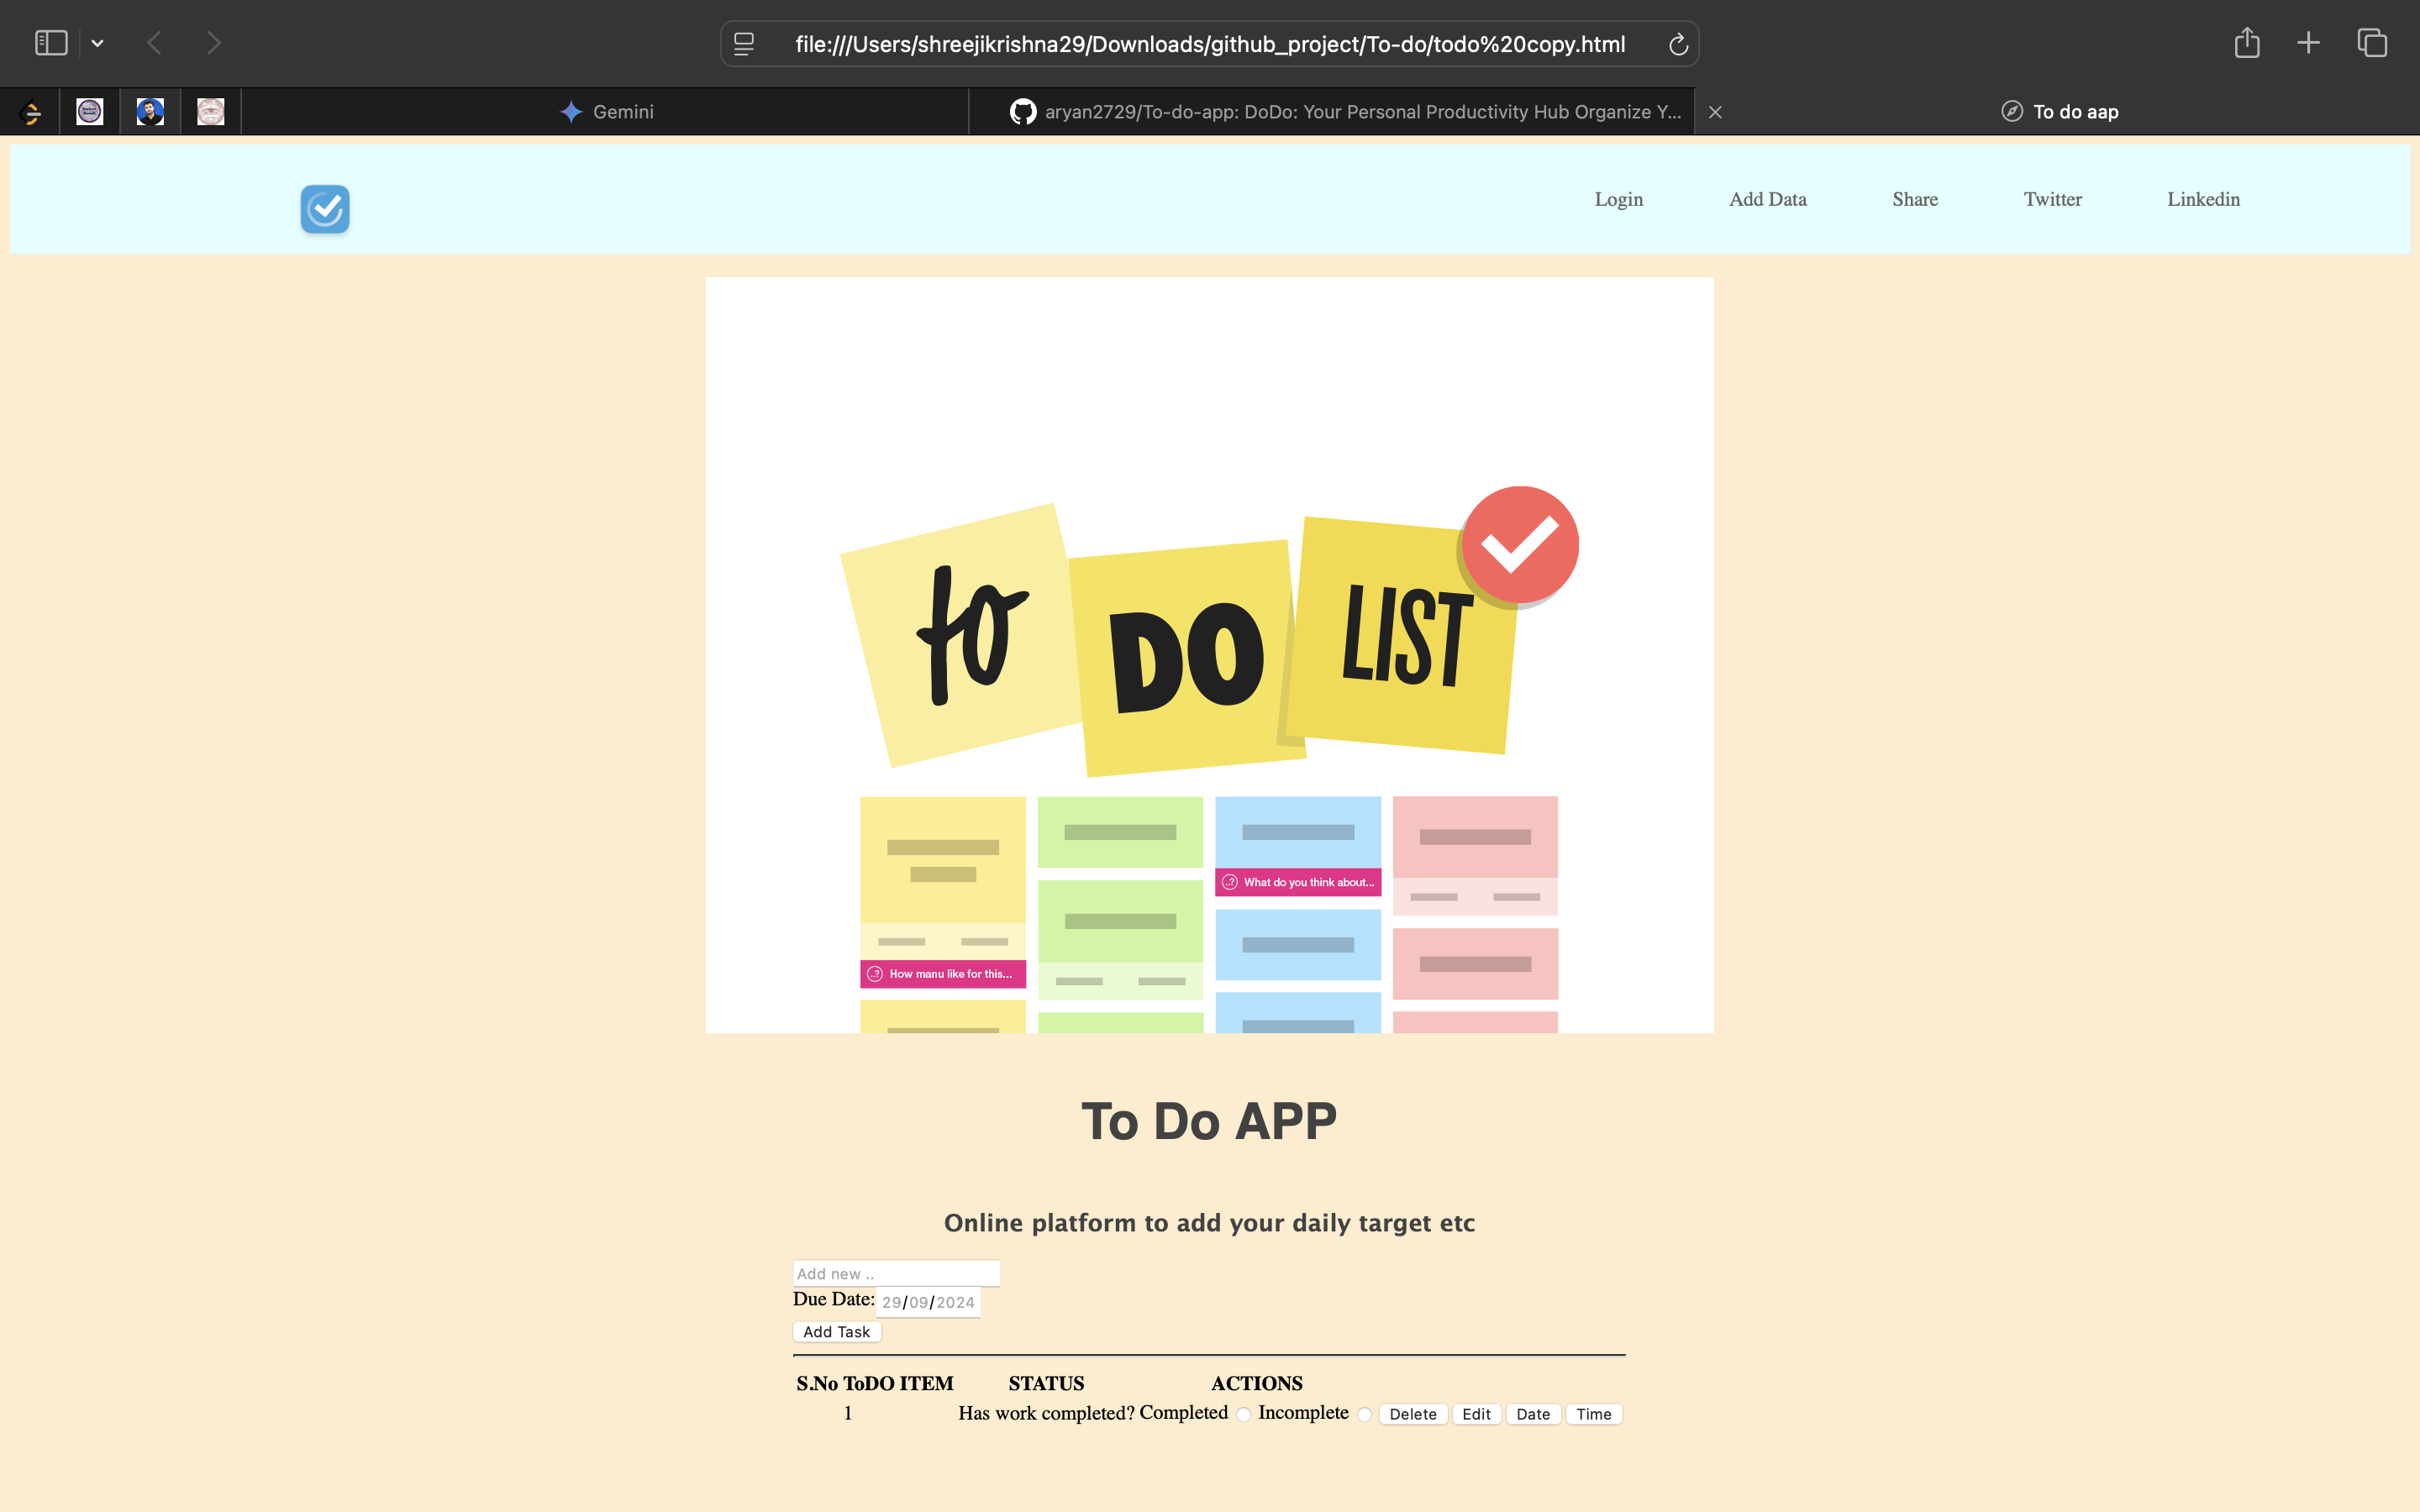 file:///Users/shreejikrishna29/Downloads/github_project/To-do/todo%20copy.html
Gemini
aryan2729/To-do-app: DoDo: Your Personal Productivity Hub Organize Y...
To do aap
Login Add Data Share Twitter Linkedin
to DO LIST
What do you think about...
How manu like for this...
To Do APP
Online platform to add your daily target etc
Add new ..
Due Date: 29/09/2024
Add Task
S.No ToDO ITEM STATUS ACTIONS
1 Has work completed? Completed Incomplete Delete Edit Date Time